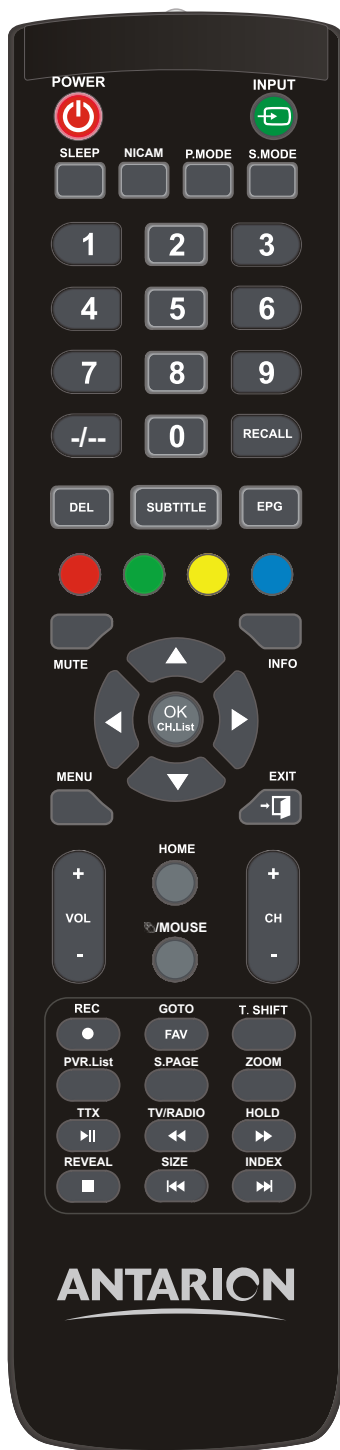 POWER INPUT
SLEEP NICAM P.MODE S.MODE
1 2 3
4 5 6
7 8 9
-/-- 0 RECALL
DEL SUBTITLE EPG
MUTE INFO
OK
CH.List
MENU EXIT
HOME
+ +
VOL CH
/MOUSE
- -
REC GOTO T. SHIFT
FAV
PVR.List S.PAGE ZOOM
TTX TV/RADIO HOLD
REVEAL SIZE INDEX
ANTARION